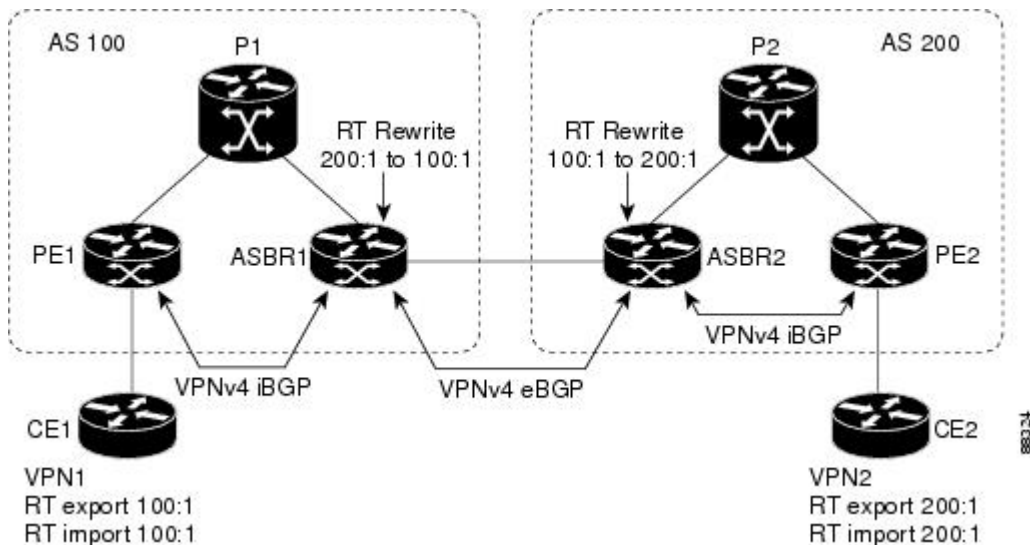 AS 100
P1
P2
AS 200
RT Rewrite
200:1 to 100:1
RT Rewrite
100:1 to 200:1
PE1
ASBR1
ASBR2
PE2
VPNv4 iBGP
VPNv4 eBGP
VPNv4 iBGP
CE1
CE2
VPN1
RT export 100:1
RT import 100:1
VPN2
RT export 200:1
RT import 200:1